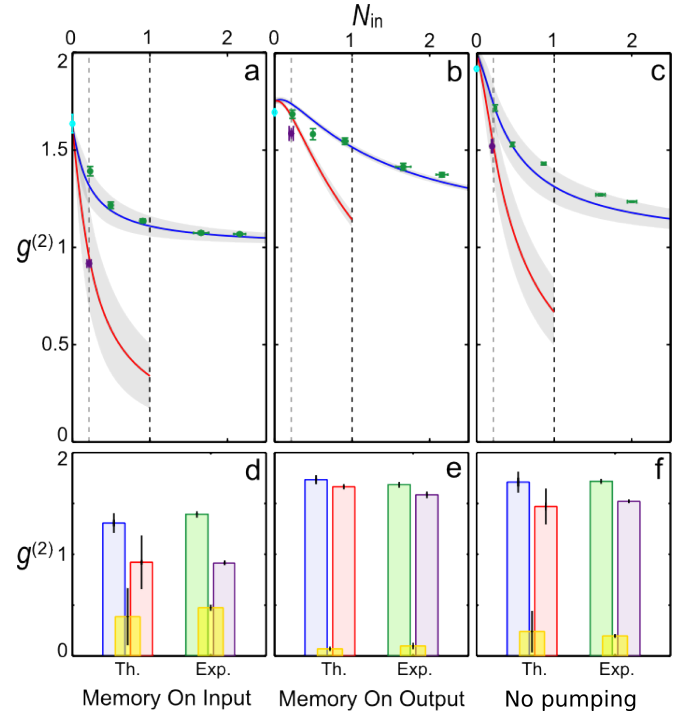 N_in
0 1 2 0 1 2 0 1 2
2
a b c
1.5
1
g^(2)
0.5
0
2
d e f
g^(2)
1
0
Th. Exp. Th. Exp. Th. Exp.
Memory On Input Memory On Output No pumping